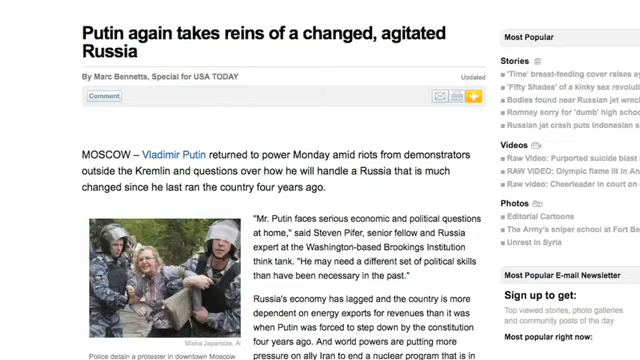 Putin again takes reins of a changed, agitated
Russia
By Marc Bennetts, Special for USA TODAY
Updated
Comment
MOSCOW – Vladimir Putin returned to power Monday amid riots from demonstrators
outside the Kremlin and questions over how he will handle a Russia that is much
changed since he last ran the country four years ago.
"Mr. Putin faces serious economic and political questions
at home," said Steven Pifer, senior fellow and Russia
expert at the Washington-based Brookings Institution
think tank. "He may need a different set of political skills
than have been necessary in the past."
Russia's economy has lagged and the country is more
dependent on energy exports for revenues than it was
when Putin was forced to step down by the constitution
four years ago. And world powers are putting more
pressure on ally Iran to end a nuclear program that is in
Misha Japaridze, A
Police detain a protester in downtown Moscow
Most Popular
Stories
'Time' breast-feeding cover raises ey
'Fifty Shades' of a kinky sex revoluti
Bodies found near Russian jet wreck
Romney sorry for 'dumb' high schoo
Russian jet crash puts Indonesian s
Videos
Raw Video: Purported suicide blast
RAW VIDEO: Olympic flame lit in An
Raw video: Cheerleader in court on
Photos
Editorial Cartoons
The Army's sniper school at Fort Be
Unrest in Syria
Most Popular E-mail Newsletter
Sign up to get:
Top viewed stories, photo galleries
and community posts of the day
Most popular right now: